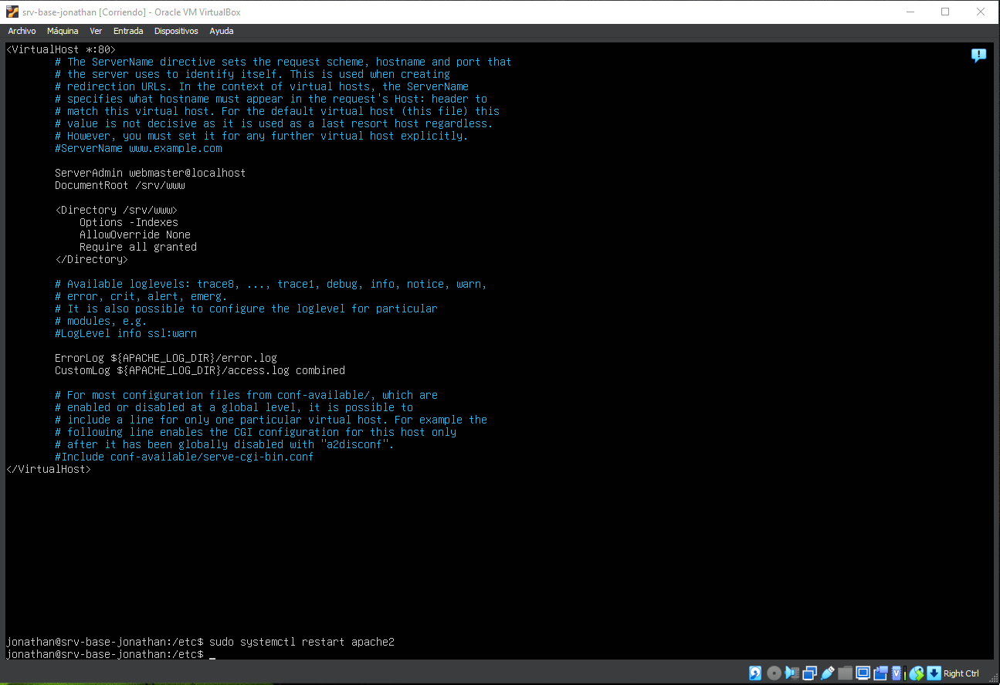 srv-base-jonathan [Corriendo] - Oracle VM VirtualBox
Archivo Máquina Ver Entrada Dispositivos Ayuda
<VirtualHost *:80>
        # The ServerName directive sets the request scheme, hostname and port that
        # the server uses to identify itself. This is used when creating
        # redirection URLs. In the context of virtual hosts, the ServerName
        # specifies what hostname must appear in the request's Host: header to
        # match this virtual host. For the default virtual host (this file) this
        # value is not decisive as it is used as a last resort host regardless.
        # However, you must set it for any further virtual host explicitly.
        #ServerName www.example.com

        ServerAdmin webmaster@localhost
        DocumentRoot /srv/www

        <Directory /srv/www>
            Options -Indexes
            AllowOverride None
            Require all granted
        </Directory>

        # Available loglevels: trace8, ..., trace1, debug, info, notice, warn,
        # error, crit, alert, emerg.
        # It is also possible to configure the loglevel for particular
        # modules, e.g.
        #LogLevel info ssl:warn

        ErrorLog ${APACHE_LOG_DIR}/error.log
        CustomLog ${APACHE_LOG_DIR}/access.log combined

        # For most configuration files from conf-available/, which are
        # enabled or disabled at a global level, it is possible to
        # include a line for only one particular virtual host. For example the
        # following line enables the CGI configuration for this host only
        # after it has been globally disabled with "a2disconf".
        #Include conf-available/serve-cgi-bin.conf
</VirtualHost>
jonathan@srv-base-jonathan:/etc$ sudo systemctl restart apache2
jonathan@srv-base-jonathan:/etc$ _
Right Ctrl